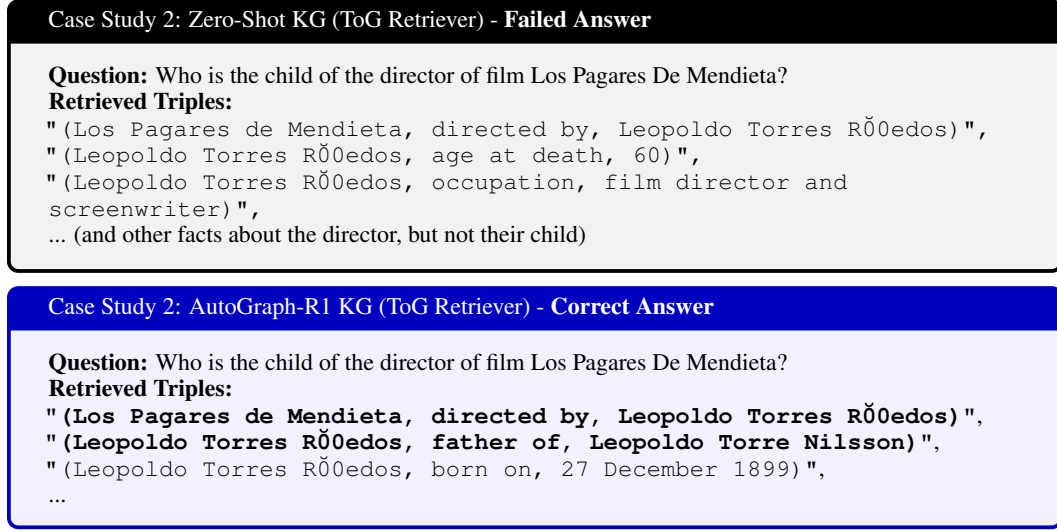 Case Study 2: Zero-Shot KG (ToG Retriever) - Failed Answer
Question: Who is the child of the director of film Los Pagares De Mendieta?
Retrieved Triples:
"(Los Pagares de Mendieta, directed by, Leopoldo Torres RŎ0edos)",
"(Leopoldo Torres RŎ0edos, age at death, 60)",
"(Leopoldo Torres RŎ0edos, occupation, film director and
screenwriter)",
... (and other facts about the director, but not their child)
Case Study 2: AutoGraph-R1 KG (ToG Retriever) - Correct Answer
Question: Who is the child of the director of film Los Pagares De Mendieta?
Retrieved Triples:
"(Los Pagares de Mendieta, directed by, Leopoldo Torres RŎ0edos)",
"(Leopoldo Torres RŎ0edos, father of, Leopoldo Torre Nilsson)",
"(Leopoldo Torres RŎ0edos, born on, 27 December 1899)",
...